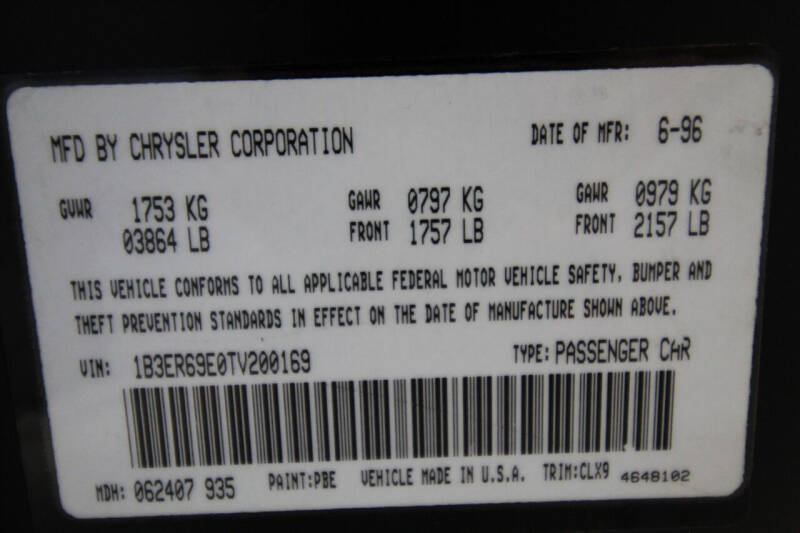 MFD BY CHRYSLER CORPORATION DATE OF MFR: 6-96
GVWR 1753 KG GAWR 0797 KG GAWR 0979 KG
03864 LB FRONT 1757 LB FRONT 2157 LB
THIS VEHICLE CONFORMS TO ALL APPLICABLE FEDERAL MOTOR VEHICLE SAFETY, BUMPER AND
THEFT PREVENTION STANDARDS IN EFFECT ON THE DATE OF MANUFACTURE SHOWN ABOVE.
VIN: 1B3ER69E0TV200169 TYPE: PASSENGER CAR
MDH: 062407 935 PAINT:PBE VEHICLE MADE IN U.S.A. TRIM:CLX9 4648102